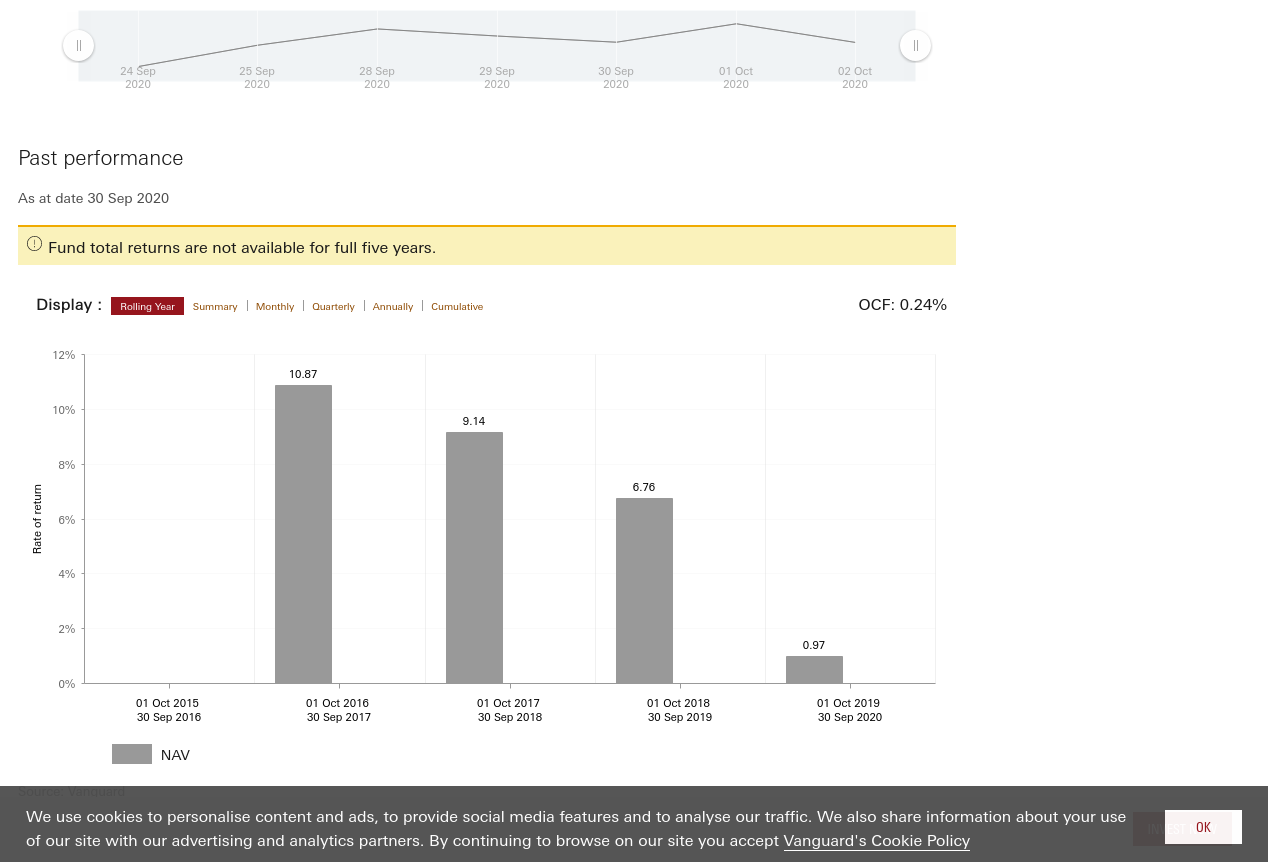 24 Sep 25 Sep 28 Sep 29 Sep 30 Sep 01 Oct 02 Oct
2020 2020 2020 2020 2020 2020 2020
Past performance
As at date 30 Sep 2020
Fund total returns are not available for full five years.
Display : Rolling Year Summary Monthly Quarterly Annually Cumulative OCF: 0.24%
12%
10.87
10%
9.14
8%
6.76
6%
Rate of return
4%
2%
0.97
0%
01 Oct 2015 01 Oct 2016 01 Oct 2017 01 Oct 2018 01 Oct 2019
30 Sep 2016 30 Sep 2017 30 Sep 2018 30 Sep 2019 30 Sep 2020
NAV
Source: Vanguard
We use cookies to personalise content and ads, to provide social media features and to analyse our traffic. We also share information about your use
of our site with our advertising and analytics partners. By continuing to browse on our site you accept Vanguard's Cookie Policy
OK